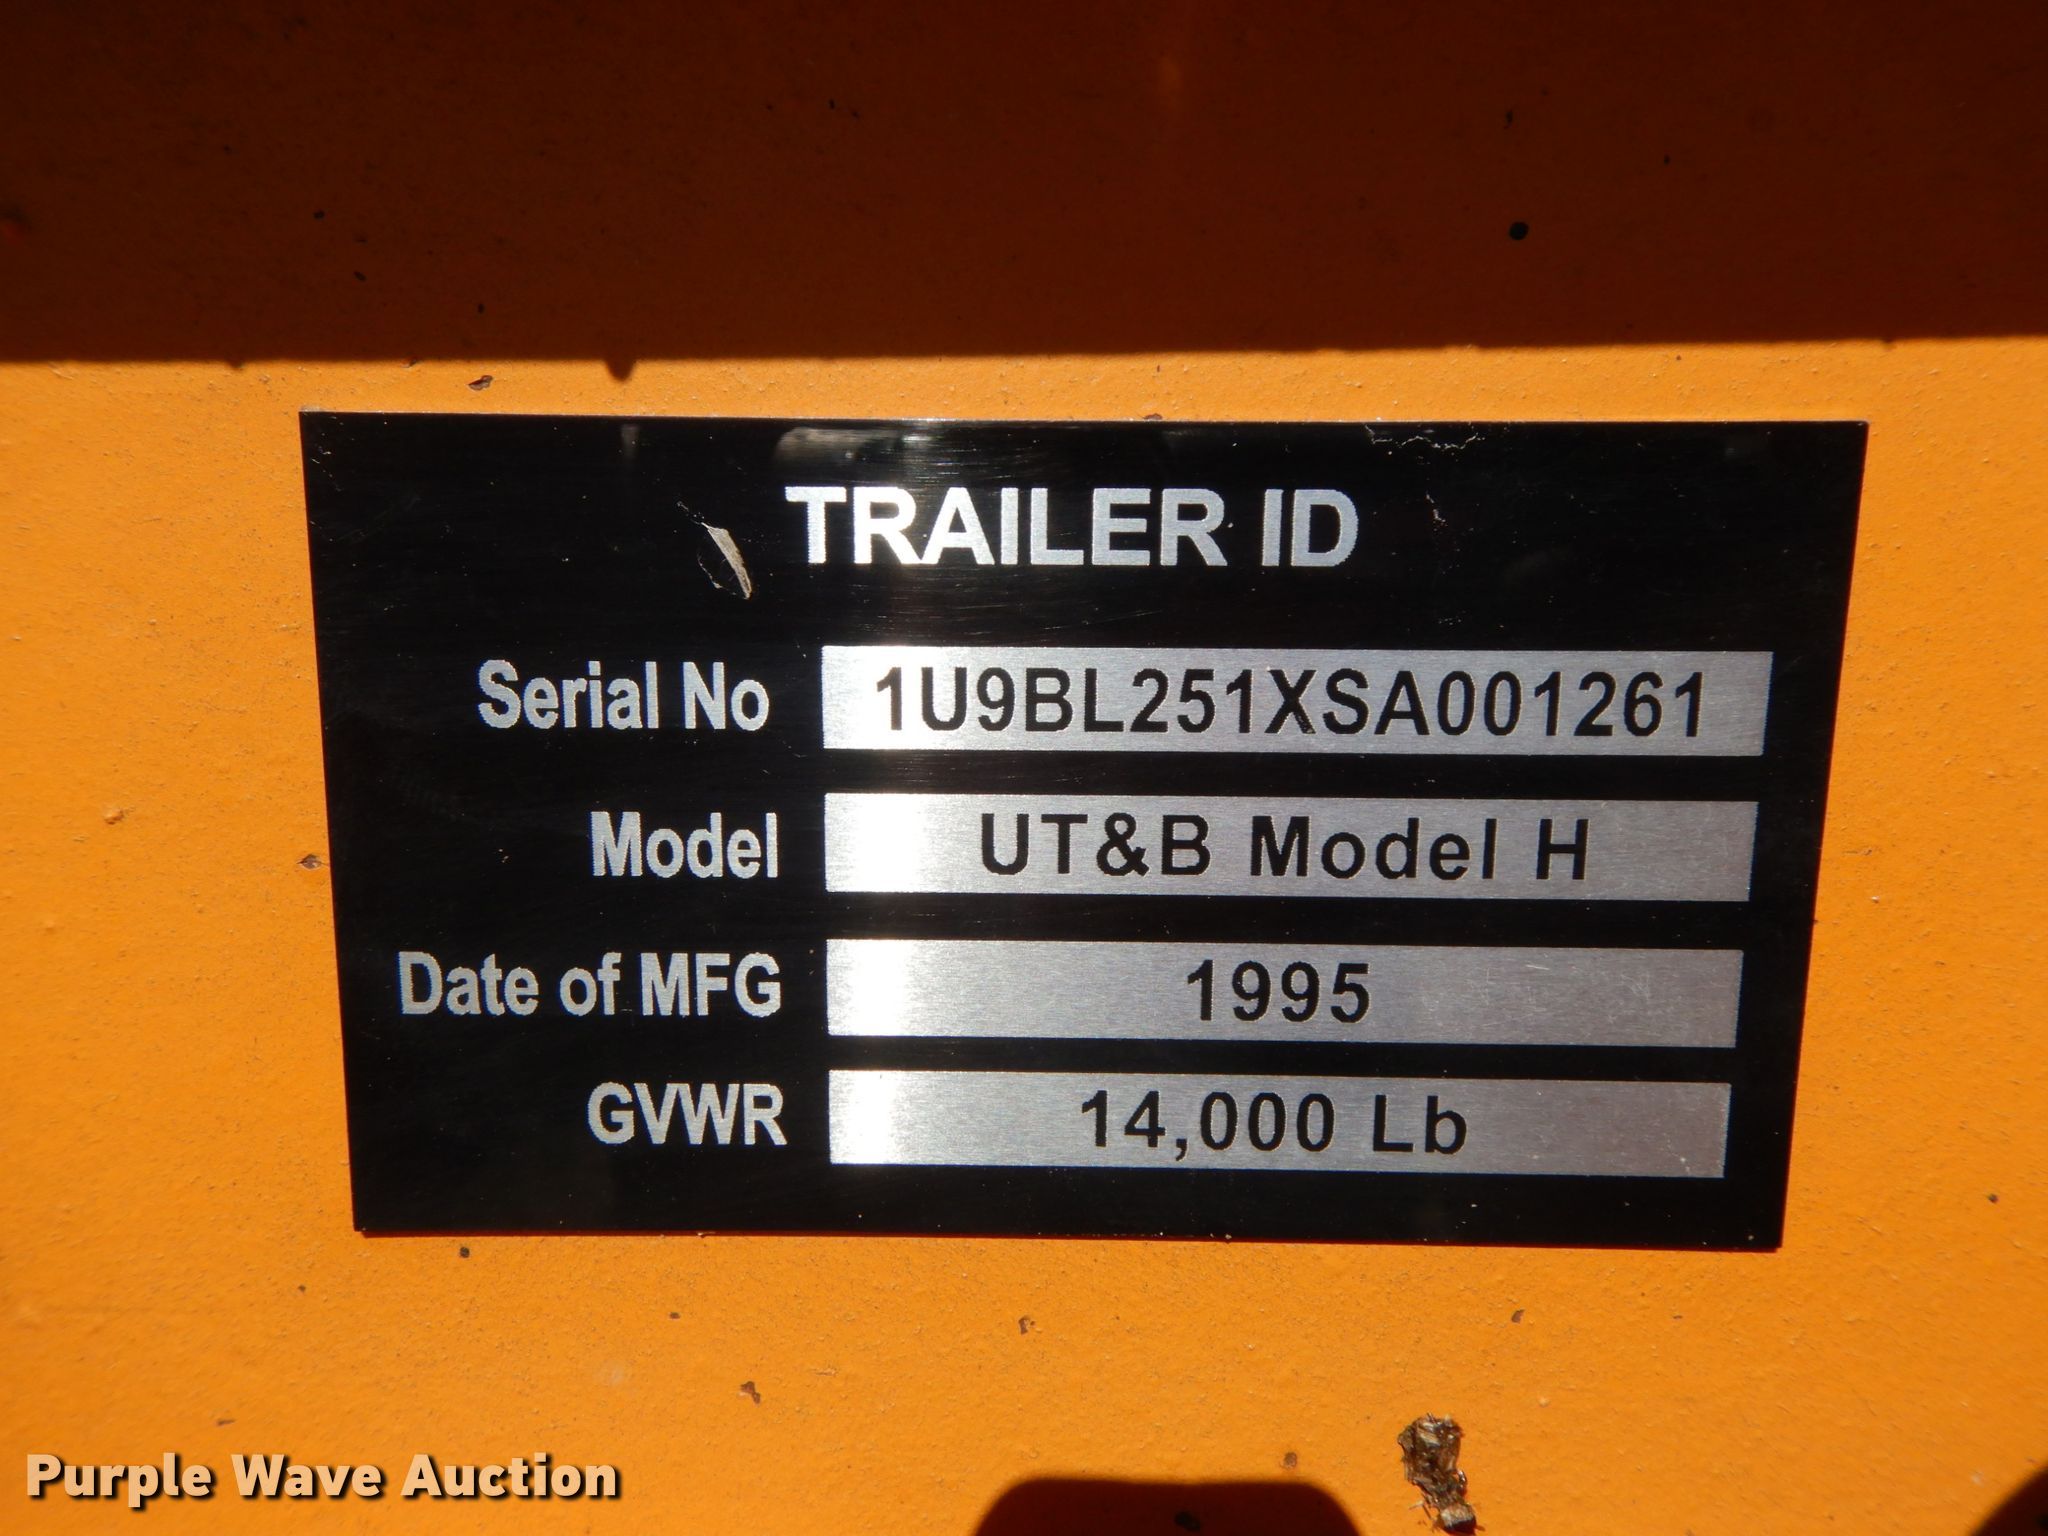 TRAILER ID
Serial No 1U9BL251XSA001261
Model UT&B Model H
Date of MFG 1995
GVWR 14,000 Lb
Purple Wave Auction